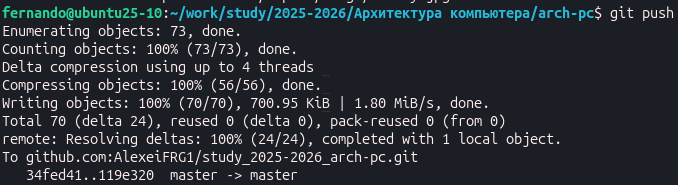 fernando@ubuntu25-10:~/work/study/2025-2026/Архитектура компьютера/arch-pc$ git push
Enumerating objects: 73, done.
Counting objects: 100% (73/73), done.
Delta compression using up to 4 threads
Compressing objects: 100% (56/56), done.
Writing objects: 100% (70/70), 700.95 KiB | 1.80 MiB/s, done.
Total 70 (delta 24), reused 0 (delta 0), pack-reused 0 (from 0)
remote: Resolving deltas: 100% (24/24), completed with 1 local object.
To github.com:AlexeiFRG1/study_2025-2026_arch-pc.git
   34fed41..119e320  master -> master